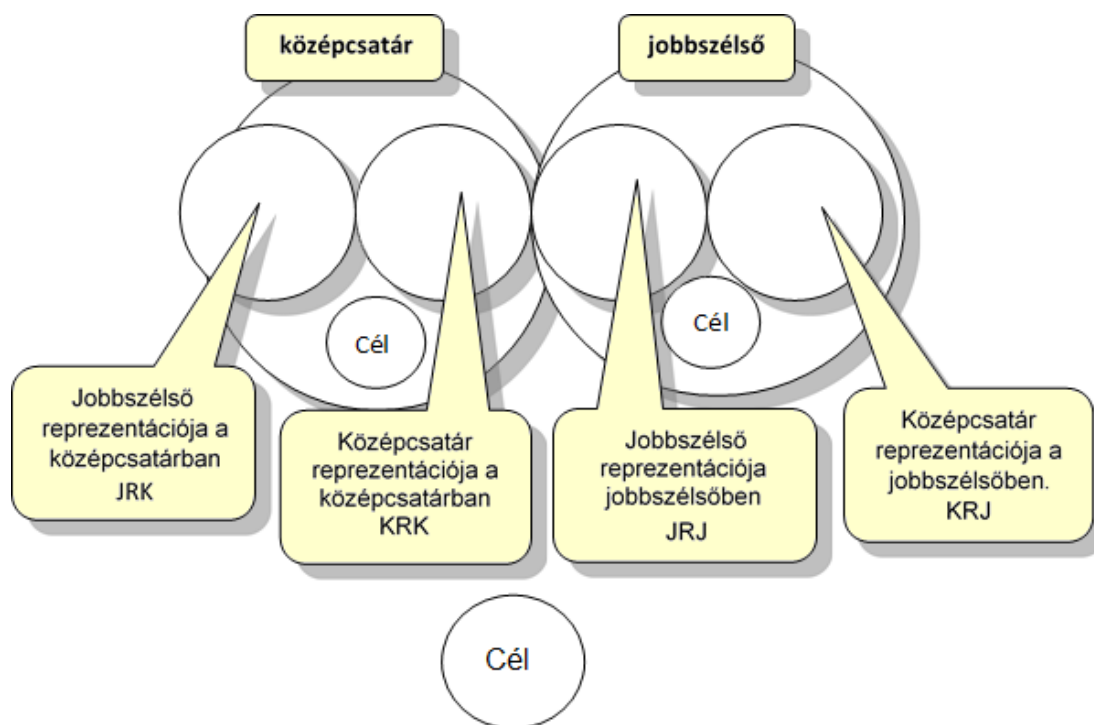 középcsatár
jobbszélső
Cél
Cél
Jobbszélső
reprezentációja a
középcsatárban
JRK
Középcsatár
reprezentációja a
középcsatárban
KRK
Jobbszélső
reprezentációja
jobbszélsőben
JRJ
Középcsatár
reprezentációja a
jobbszélsőben.
KRJ
Cél